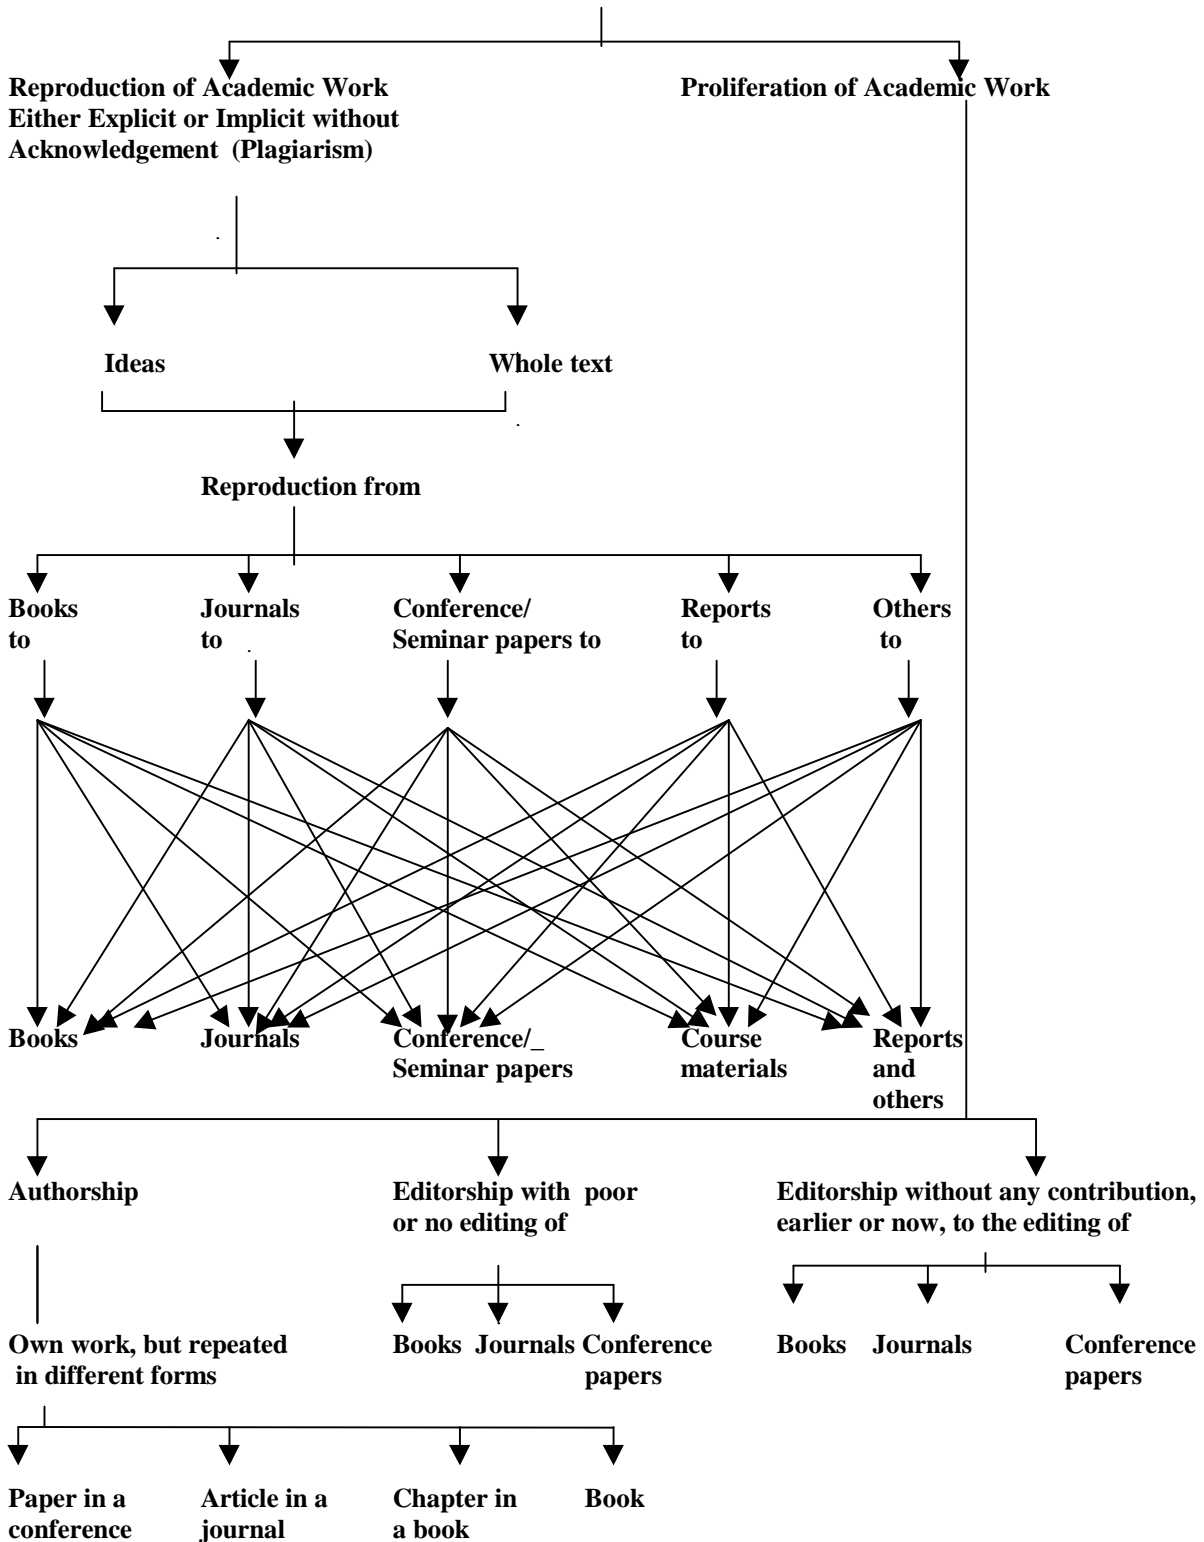 Reproduction of Academic Work
Either Explicit or Implicit without
Acknowledgement (Plagiarism)
Proliferation of Academic Work
Ideas
Whole text
Reproduction from
Books
to
Journals
to
Conference/
Seminar papers to
Reports
to
Others
to
Books
Journals
Conference/_
Seminar papers
Course
materials
Reports
and
others
Authorship
Editorship with poor
or no editing of
Editorship without any contribution,
earlier or now, to the editing of
Own work, but repeated
in different forms
Books
Journals
Conference
papers
Books
Journals
Conference
papers
Paper in a
conference
Article in a
journal
Chapter in
a book
Book